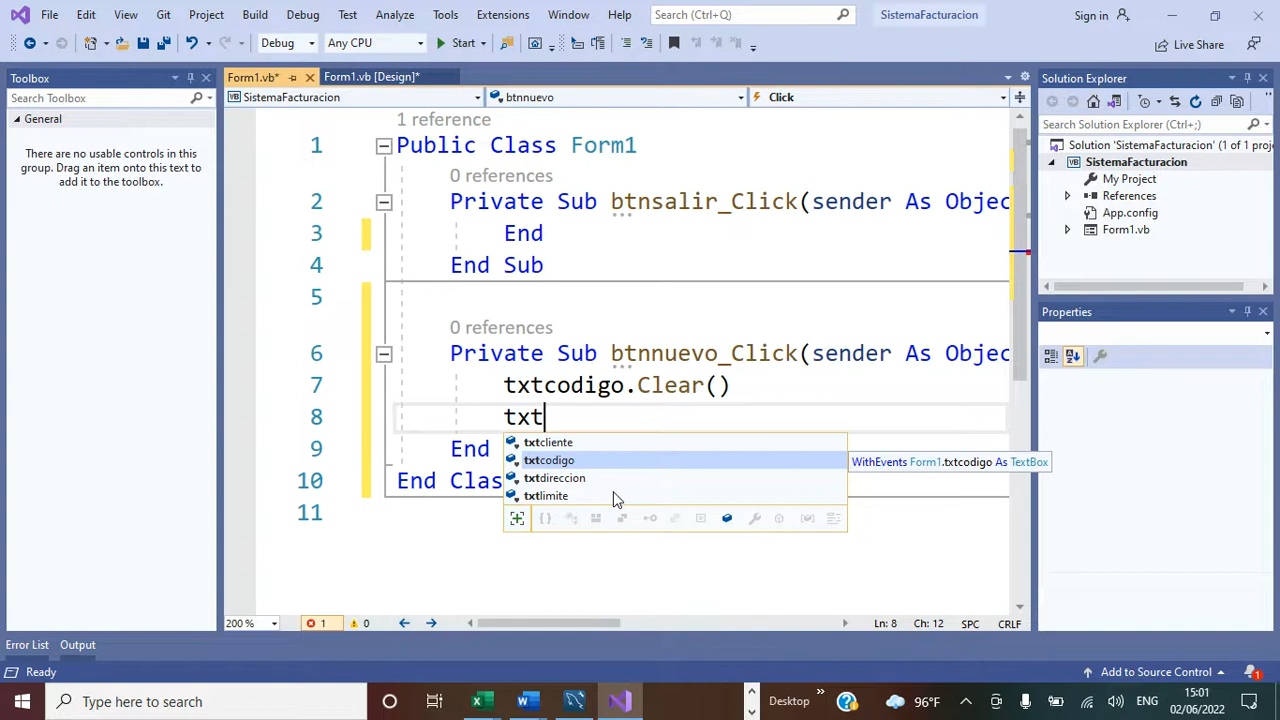 File Edit View Git Project Build Debug Test Analyze Tools Extensions Window Help Search (Ctrl+Q) SistemaFacturacion Sign in
Debug Any CPU Start Live Share
Toolbox
Search Toolbox
General
There are no usable controls in this
group. Drag an item onto this text to
add it to the toolbox.
Form1.vb* Form1.vb [Design]*
SistemaFacturacion btnnuevo Click
1 reference
1 Public Class Form1
0 references
2 Private Sub btnsalir_Click(sender As Objec
3 End
4 End Sub
5
0 references
6 Private Sub btnnuevo_Click(sender As Objec
7 txtcodigo.Clear()
8 txt
9 End
10 End Clas
11
txtcliente
txtcodigo
txtdireccion
txtlimite
WithEvents Form1.txtcodigo As TextBox
200 % 1 0 Ln: 8 Ch: 12 SPC CRLF
Solution Explorer
Search Solution Explorer (Ctrl+;)
Solution 'SistemaFacturacion' (1 of 1 proj
SistemaFacturacion
My Project
References
App.config
Form1.vb
Properties
Error List Output
Ready Add to Source Control 1
Type here to search Desktop 96°F ENG 15:01
02/06/2022